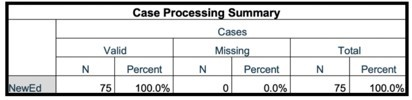 Case Processing Summary
Cases
Valid Missing Total
N Percent N Percent N Percent
NewEd 75 100.0% 0 0.0% 75 100.0%